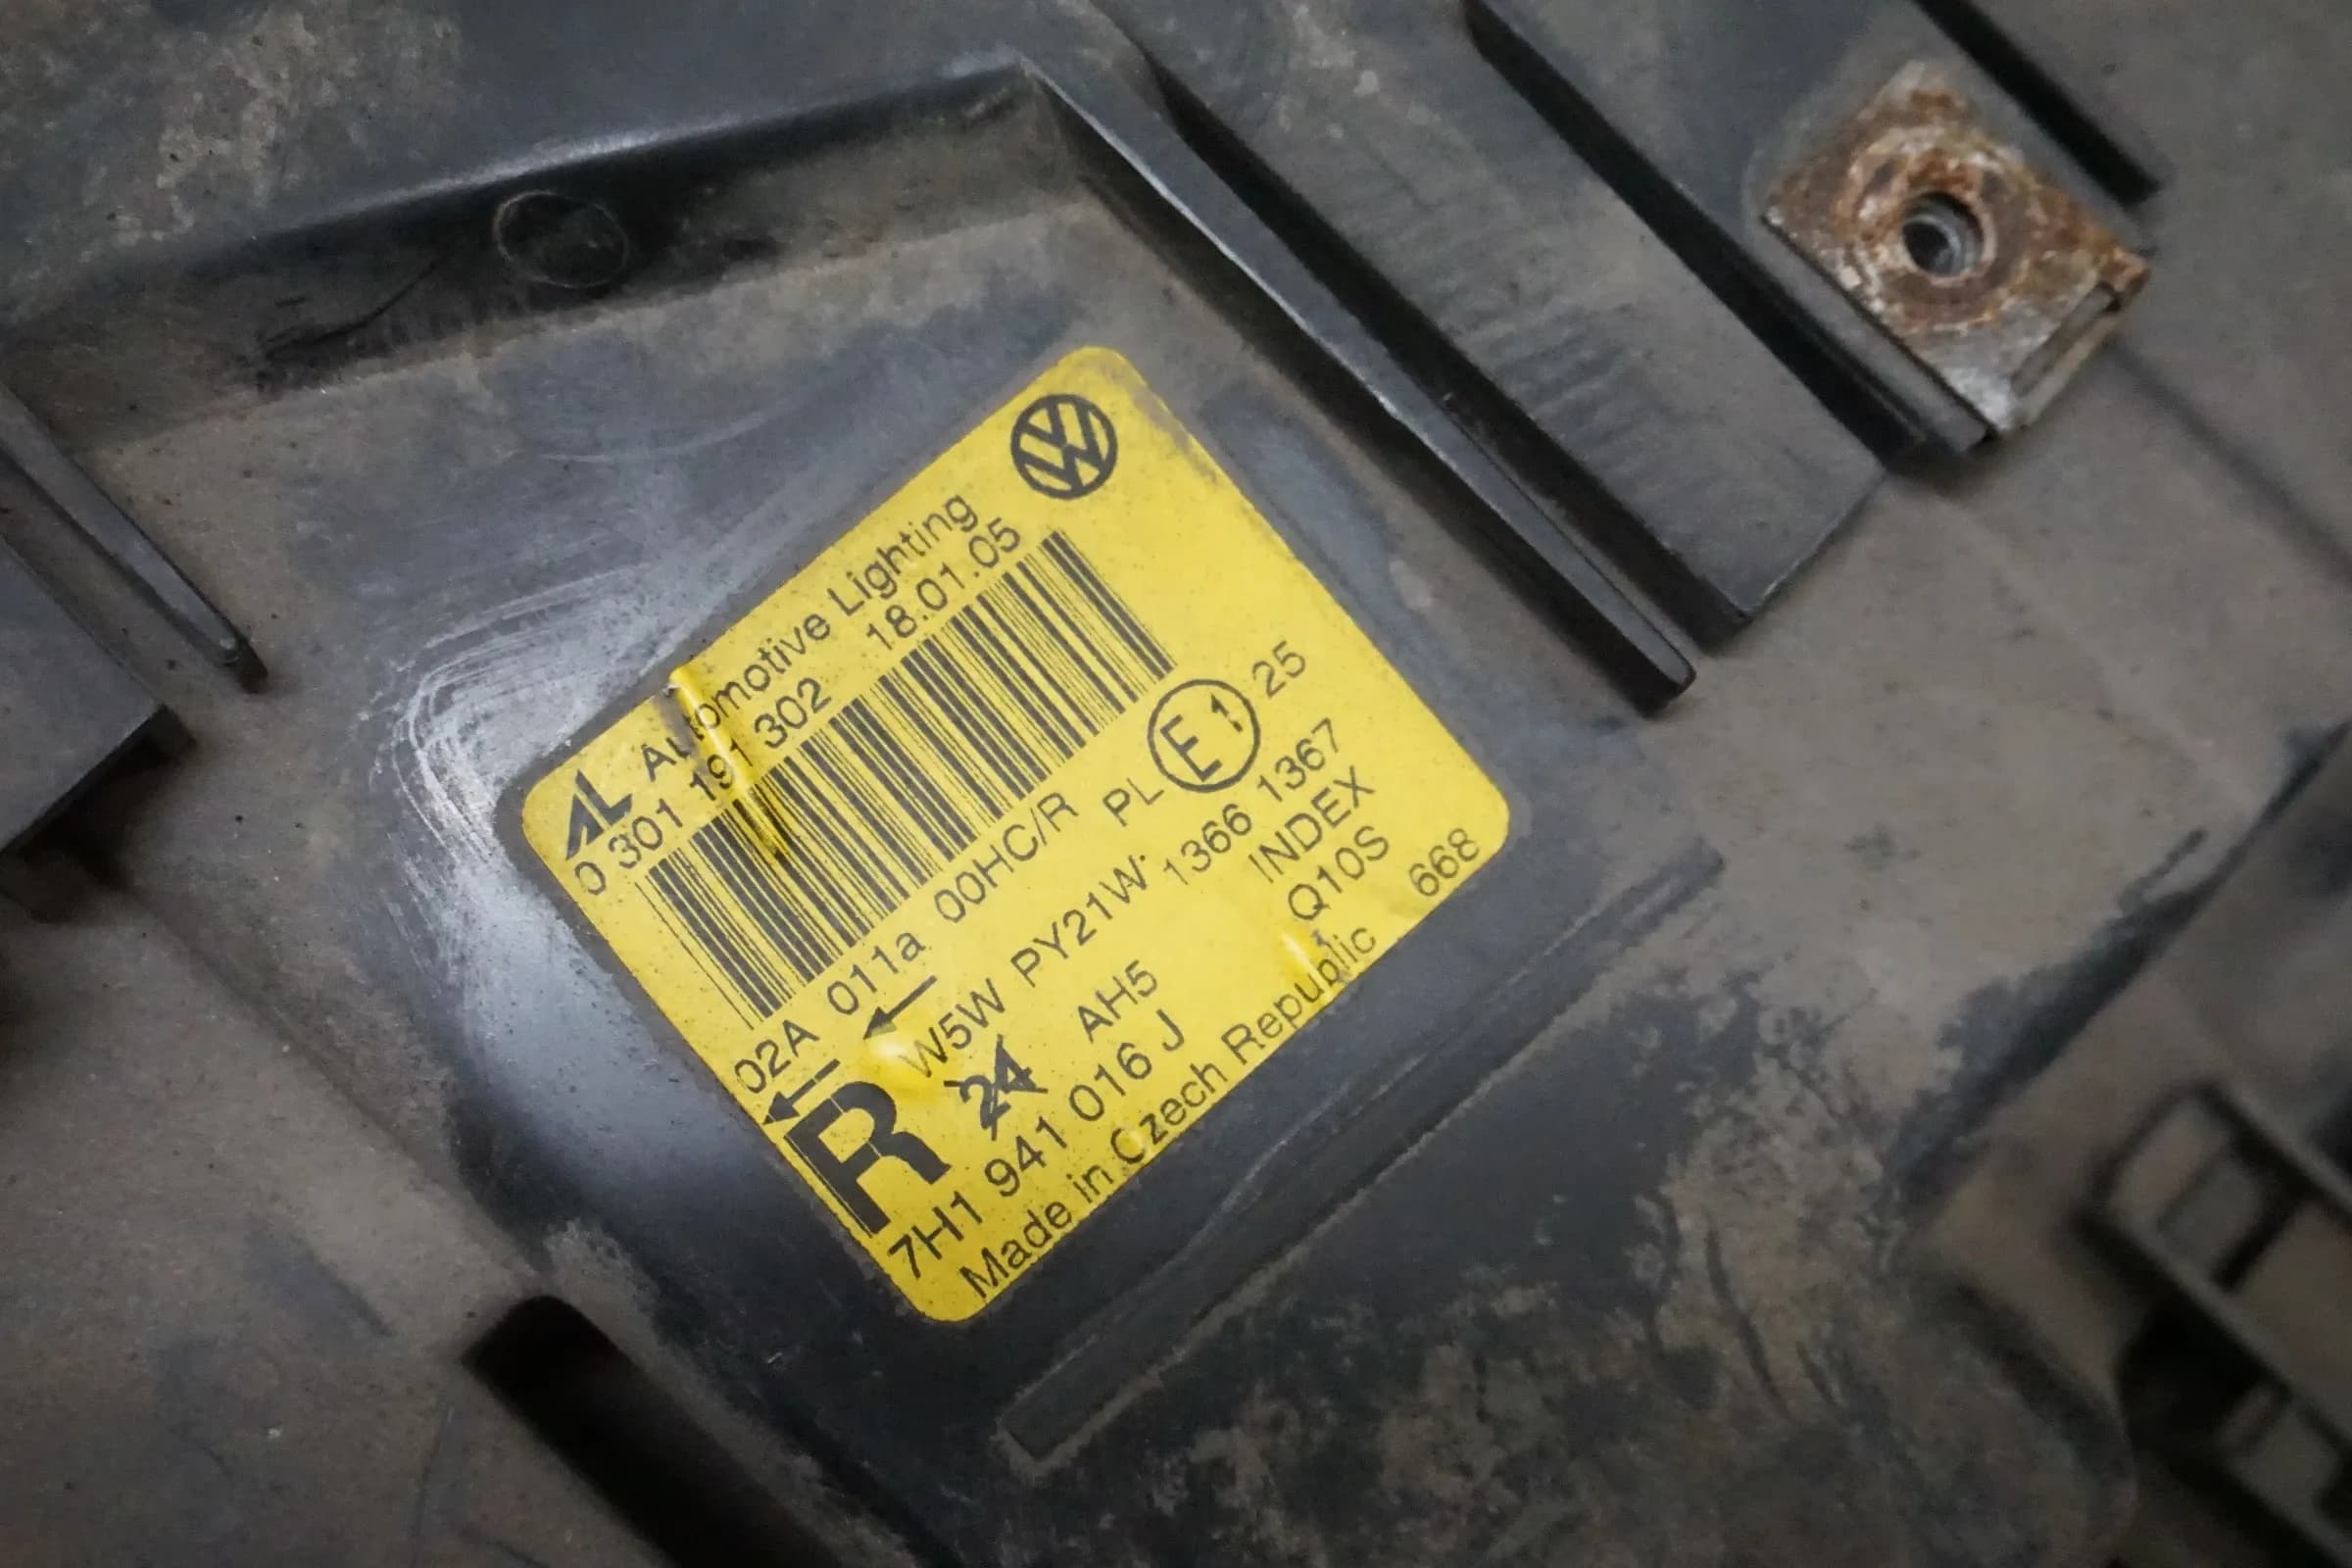 AL Automotive Lighting
0 301 191 302 18.01.05
02A 011a 00HC/R PL E1 25
W5W PY21W 1366 1367
R 24 AH5 INDEX
7H1 941 016 J Q10S
Made in Czech Republic 668